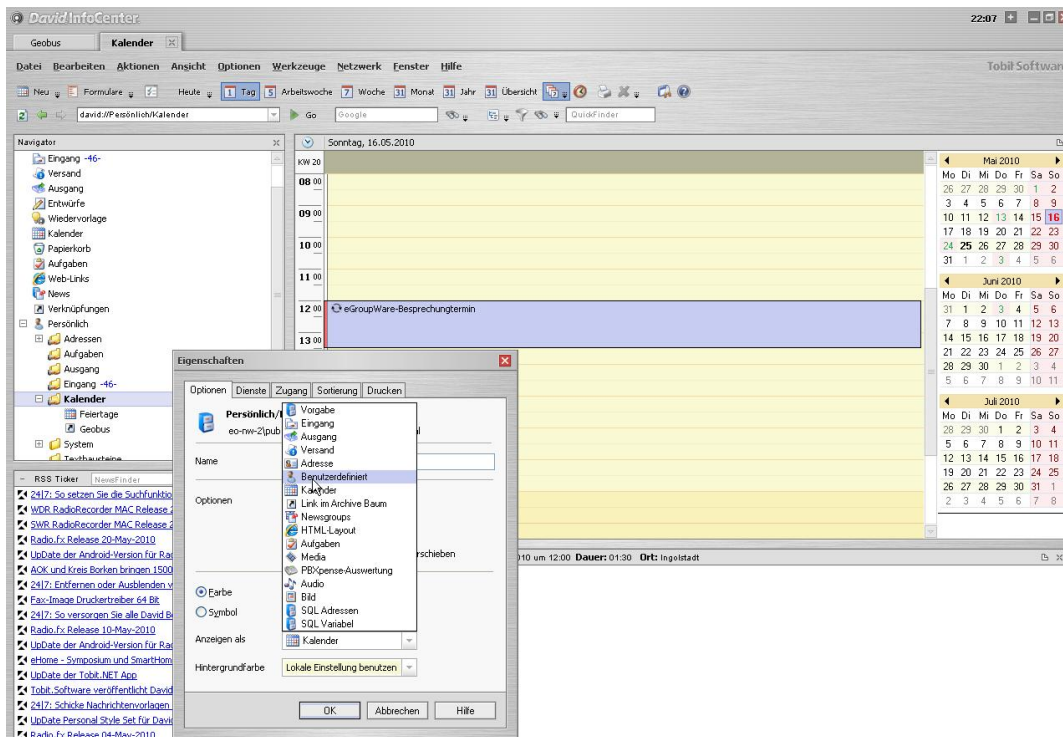 David InfoCenter 22:07
Geobus Kalender
Datei Bearbeiten Aktionen Ansicht Optionen Werkzeuge Netzwerk Fenster Hilfe Tobit Software
Neu Formulare Heute 1 Tag 5 Arbeitswoche 7 Woche 31 Monat 31 Jahr 31 Übersicht
david://Persönlich/Kalender Go Google QuickFinder
Navigator
Eingang -46-
Versand
Ausgang
Entwürfe
Wiedervorlage
Kalender
Papierkorb
Aufgaben
Web-Links
News
Verknüpfungen
Persönlich
Adressen
Aufgaben
Ausgang
Eingang -46-
Kalender
Feiertage
Geobus
System
Textbausteine
RSS Ticker NewsFinder
24|7: So setzen Sie die Suchfunktio
WDR RadioRecorder MAC Release 2
SWR RadioRecorder MAC Release 2
Radio.fx Release 20-May-2010
UpDate der Android-Version für Rad
AOK und Kreis Borken bringen 1500
24|7: Entfernen oder Ausblenden v
Fax-Image Druckertreiber 64 Bit
24|7: So versorgen Sie alle David Be
Radio.fx Release 10-May-2010
UpDate der Android-Version für Rad
eHome - Symposium und SmartHom
UpDate der Tobit.NET App
Tobit.Software veröffentlicht David
24|7: Schicke Nachrichtenvorlagen
UpDate Personal Style Set für David
Radio.fx Release 04-May-2010
Sonntag, 16.05.2010
KW 20
08 00
09 00
10 00
11 00
12 00 eGroupWare-Besprechungtermin
13 00
010 um 12:00 Dauer: 01:30 Ort: Ingolstadt
Mai 2010
Mo Di Mi Do Fr Sa So
26 27 28 29 30 1 2
3 4 5 6 7 8 9
10 11 12 13 14 15 16
17 18 19 20 21 22 23
24 25 26 27 28 29 30
31 1 2 3 4 5 6
Juni 2010
Mo Di Mi Do Fr Sa So
31 1 2 3 4 5 6
7 8 9 10 11 12 13
14 15 16 17 18 19 20
21 22 23 24 25 26 27
28 29 30 1 2 3 4
5 6 7 8 9 10 11
Juli 2010
Mo Di Mi Do Fr Sa So
28 29 30 1 2 3 4
5 6 7 8 9 10 11
12 13 14 15 16 17 18
19 20 21 22 23 24 25
26 27 28 29 30 31 1
2 3 4 5 6 7 8
Eigenschaften
Optionen Dienste Zugang Sortierung Drucken
Persönlich/
eo-nw-2\pub
Name
Optionen
rschieben
Farbe
Symbol
Vorgabe
Eingang
Ausgang
Versand
Adresse
Benutzerdefiniert
Kalender
Link im Archive Baum
Newsgroups
HTML-Layout
Aufgaben
Media
PBXpense-Auswertung
Audio
Bild
SQL Adressen
SQL Variabel
Anzeigen als Kalender
Hintergrundfarbe Lokale Einstellung benutzen
OK Abbrechen Hilfe